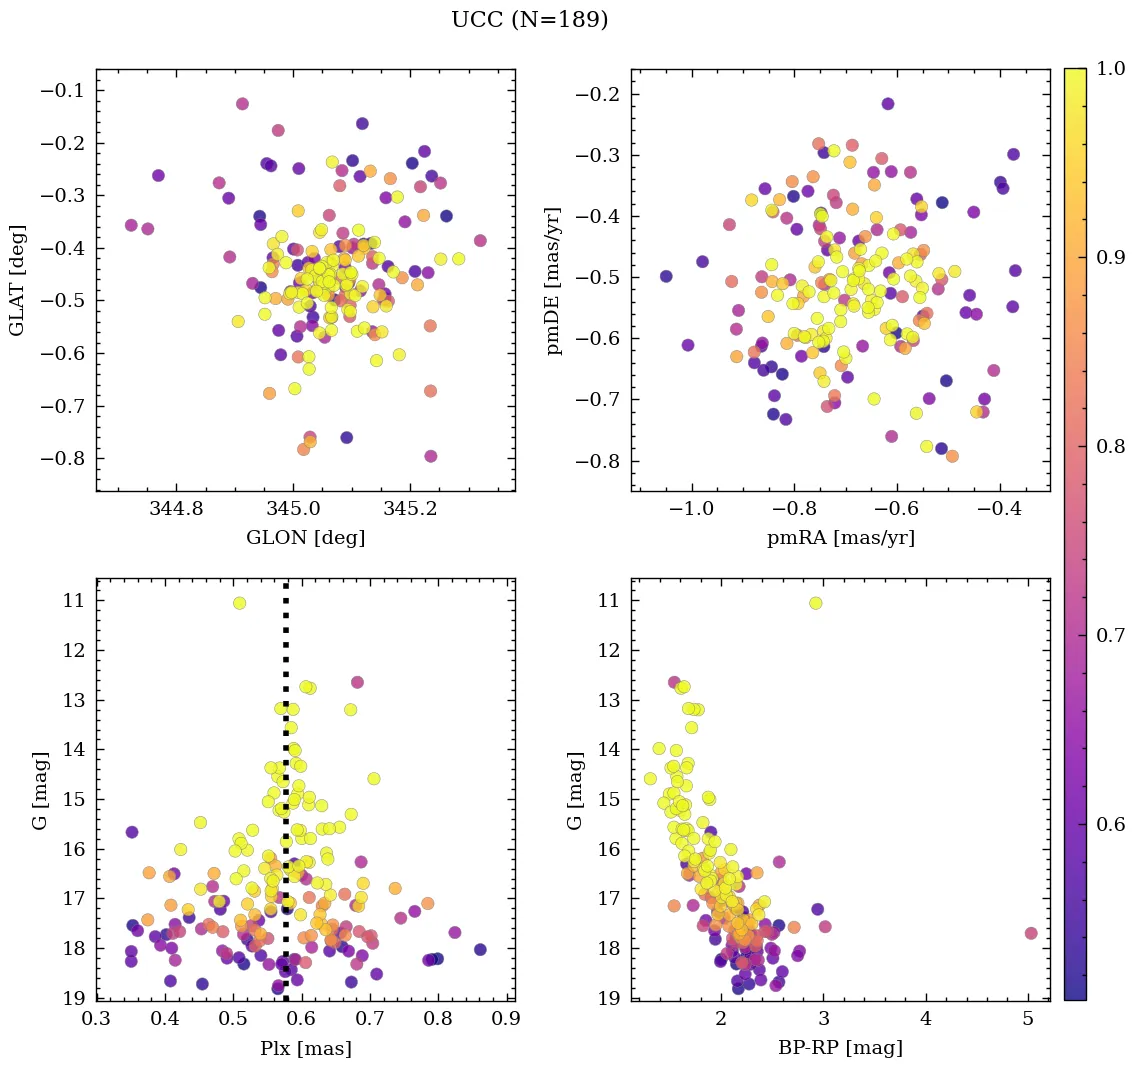 UCC (N=189)
−0.1
−0.2
−0.3
−0.4
−0.5
−0.6
−0.7
−0.8
GLAT [deg]
344.8 345.0 345.2
GLON [deg]
−0.2
−0.3
−0.4
−0.5
−0.6
−0.7
−0.8
pmDE [mas/yr]
−1.0 −0.8 −0.6 −0.4
pmRA [mas/yr]
1.0
0.9
0.8
0.7
0.6
11
12
13
14
15
16
17
18
19
G [mag]
0.3 0.4 0.5 0.6 0.7 0.8 0.9
Plx [mas]
11
12
13
14
15
16
17
18
19
G [mag]
2 3 4 5
BP-RP [mag]